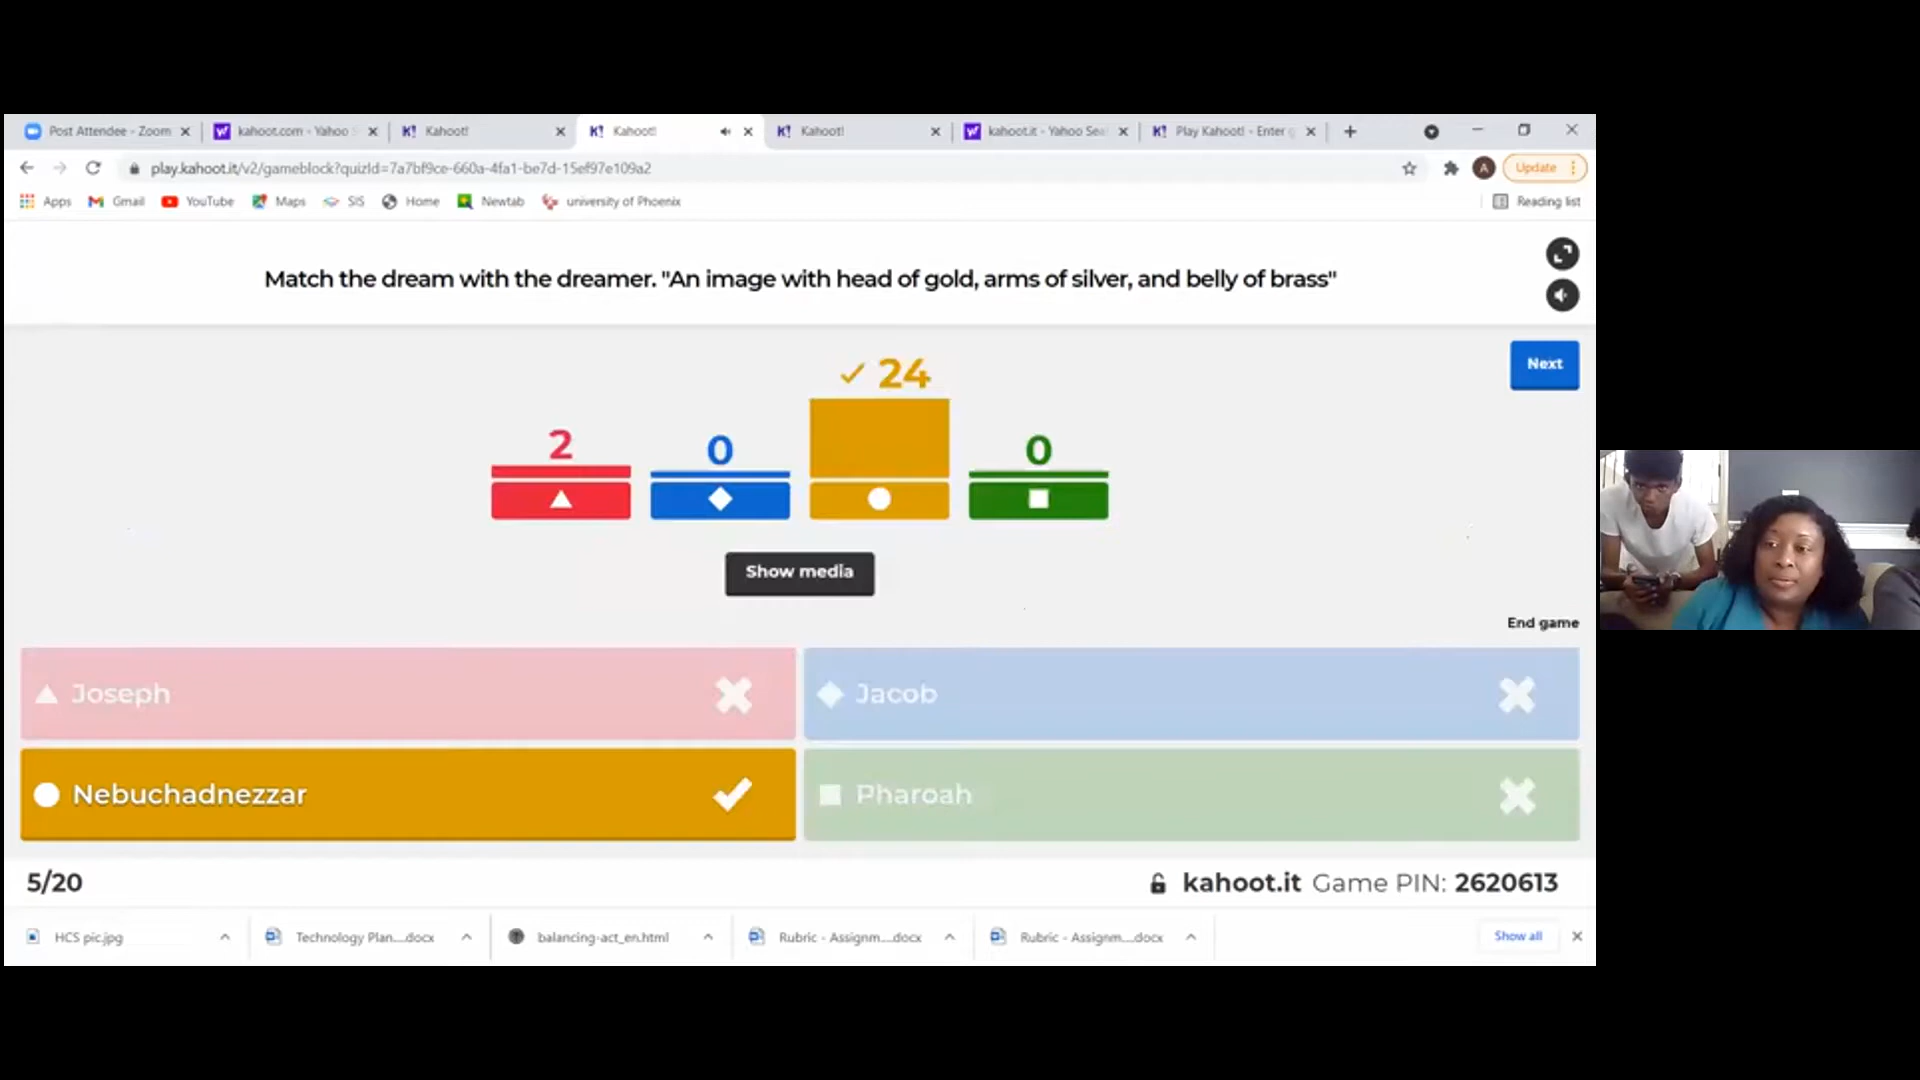 Post Attendee - Zoom
kahoot.com - Yahoo S
K! Kahoot!
K! Kahoot!
K! Kahoot!
kahoot.it - Yahoo Sea
K! Play Kahoot! - Enter g
play.kahoot.it/v2/gameblock?quizId=7a7bf9ce-660a-4fa1-be7d-15ef97e109a2
A
Update
Apps
Gmail
YouTube
Maps
SIS
Home
Newtab
university of Phoenix
Reading list
Match the dream with the dreamer. "An image with head of gold, arms of silver, and belly of brass"
Next
2
0
24
0
Show media
End game
Joseph
Jacob
Nebuchadnezzar
Pharoah
5/20
kahoot.it Game PIN: 2620613
HCS pic.jpg
Technology Plan....docx
balancing-act_en.html
Rubric - Assignm....docx
Rubric - Assignm....docx
Show all